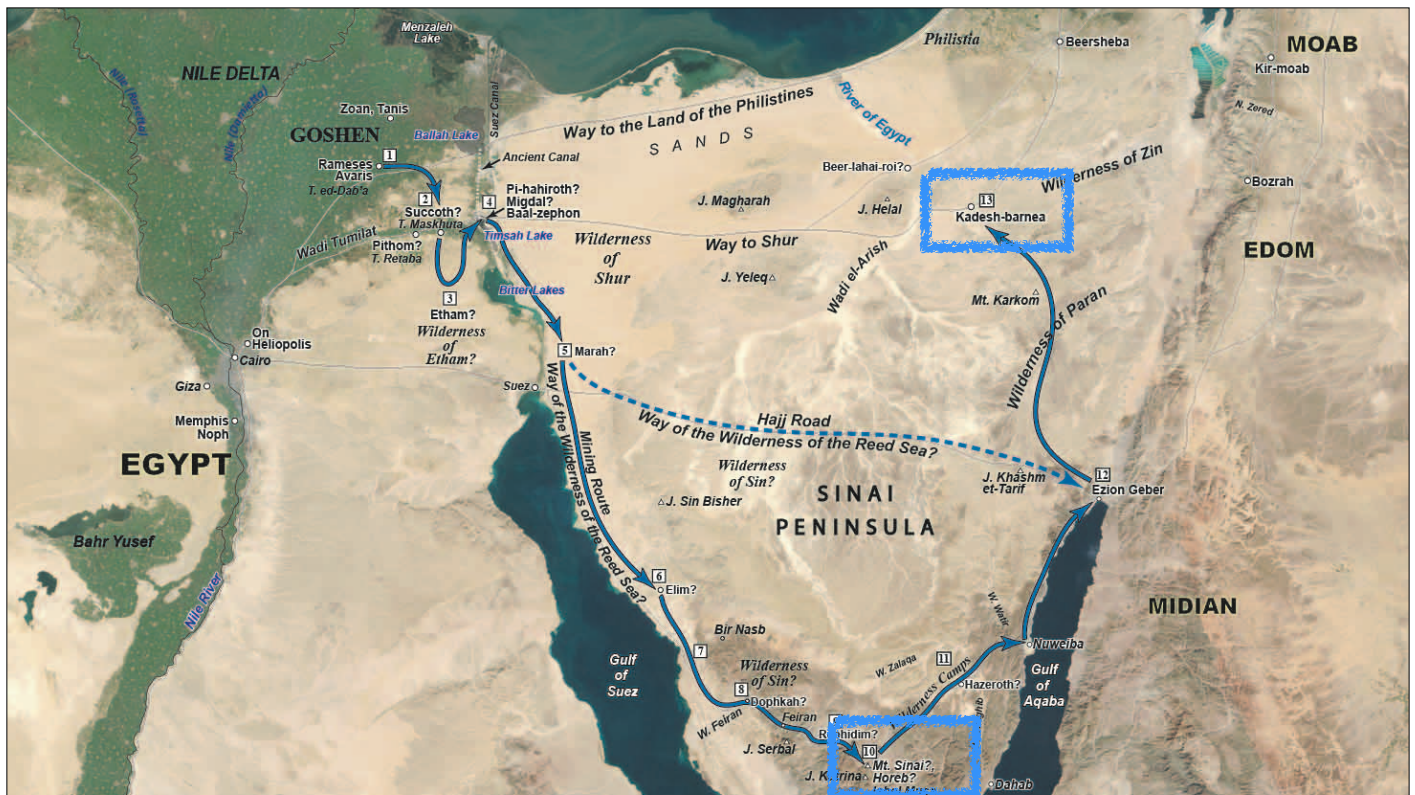 Menzaleh
Lake
Philistia
Beersheba
MOAB
Kir-moab
NILE DELTA
Nile (Rosetta)
Nile (Damietta)
Suez Canal
River of Egypt
N. Zered
Zoan, Tanis
GOSHEN
Ballah Lake
Way to the Land of the Philistines
SANDS
1
Ancient Canal
Rameses
Avaris
T. ed-Dab'a
Beer-lahai-roi?
Wilderness of Zin
Bozrah
2
Succoth?
T. Maskhuta
4
Pi-hahiroth?
Migdal?
Baal-zephon
J. Magharah
J. Helal
13
Kadesh-barnea
Wadi Tumilat
Pithom?
T. Retaba
Timsah Lake
Wilderness
of
Shur
Way to Shur
EDOM
J. Yeleq
Wadi el-Arish
Bitter Lakes
3
Etham?
Wilderness
of
Etham?
Mt. Karkom
Wilderness of Paran
On
Heliopolis
Cairo
5
Marah?
Giza
Suez
Memphis
Noph
Hajj Road
Way of the Wilderness of the Reed Sea?
Mining Route
Way of the Wilderness of the Reed Sea?
EGYPT
Wilderness
of Sin?
J. Khashm
et-Tarif
12
Ezion Geber
J. Sin Bisher
SINAI
PENINSULA
Bahr Yusef
Nile River
6
Elim?
MIDIAN
W. Watir
Bir Nasb
7
Nuweiba
Gulf
of
Suez
Wilderness
of Sin?
W. Zalaqa
11
Gulf
of
Aqaba
8
Dophkah?
Hazeroth?
Wilderness Camps
W. Feiran
Feiran
J. Serbal
Rephidim?
10
Mt. Sinai?,
Horeb?
J. Katrina
Dahab